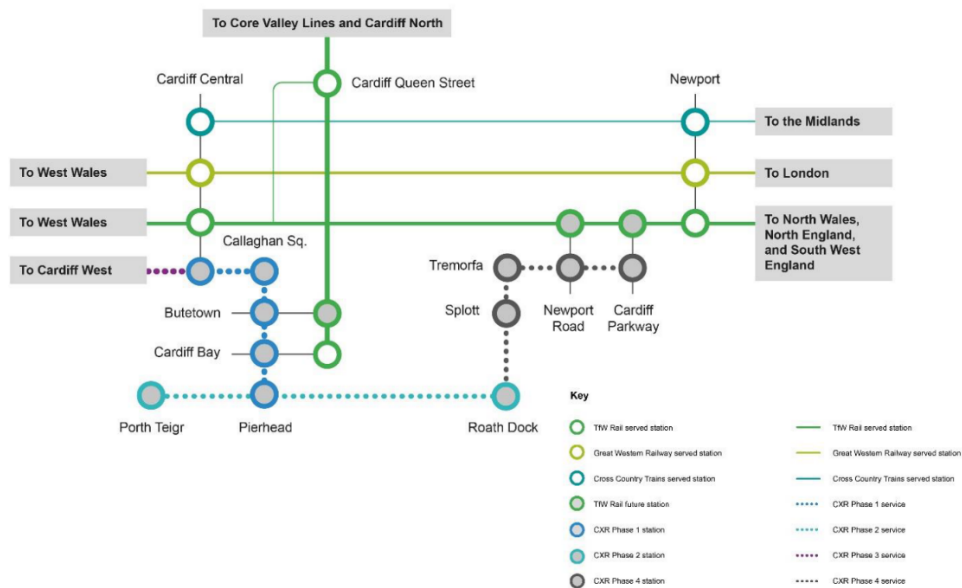 To Core Valley Lines and Cardiff North
Cardiff Central
Cardiff Queen Street
Newport
To the Midlands
To West Wales
To London
To West Wales
To North Wales,
North England,
and South West
England
Callaghan Sq.
To Cardiff West
Tremorfa
Butetown
Splott
Newport
Road
Cardiff
Parkway
Cardiff Bay
Porth Teigr
Pierhead
Roath Dock
Key
TfW Rail served station
Great Western Railway served station
Cross Country Trains served station
TfW Rail future station
CXR Phase 1 station
CXR Phase 2 station
CXR Phase 4 station
TfW Rail served station
Great Western Railway served station
Cross Country Trains served station
CXR Phase 1 service
CXR Phase 2 service
CXR Phase 3 service
CXR Phase 4 service